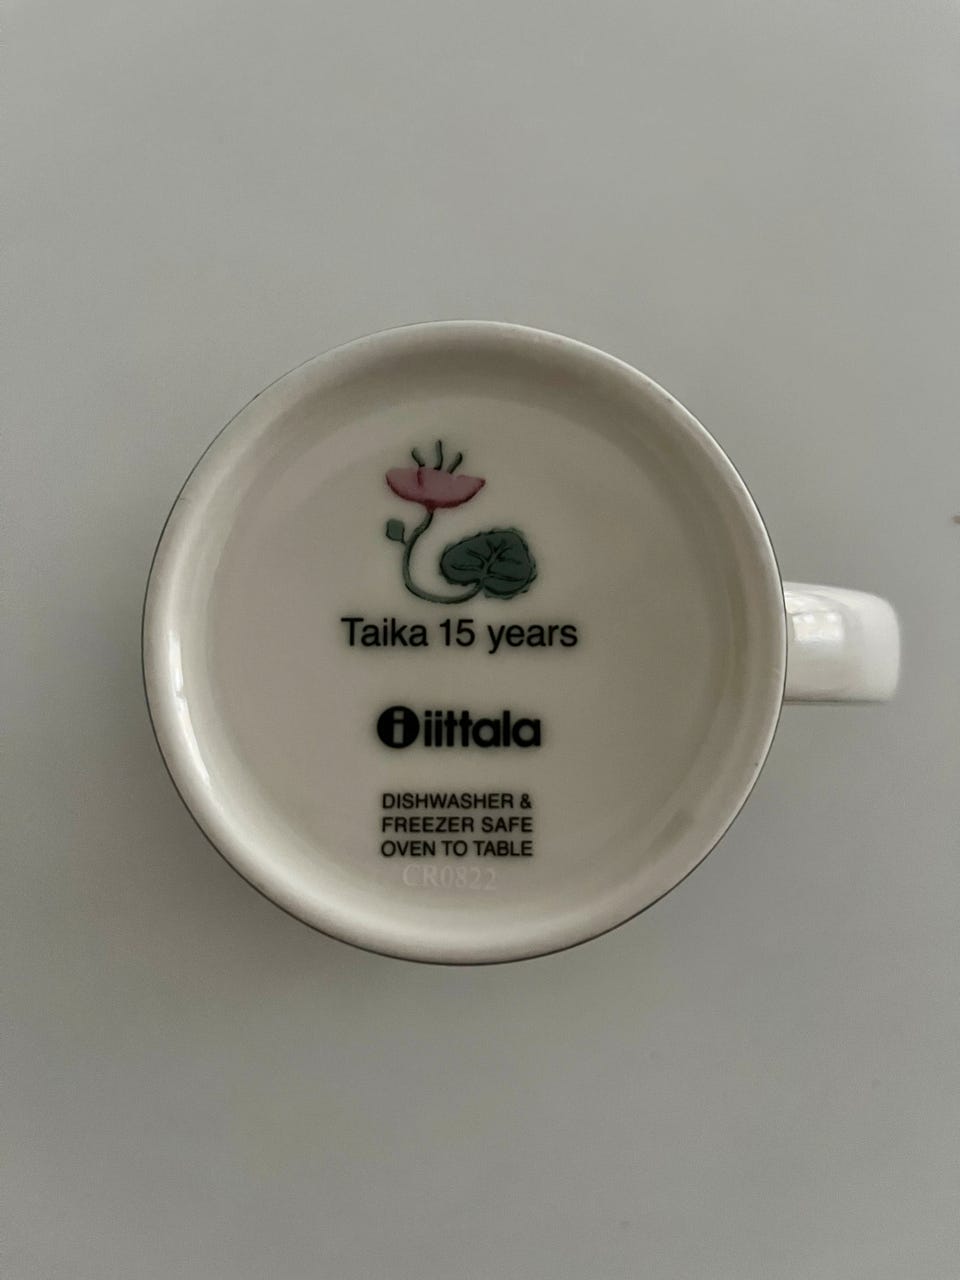 Taika 15 years
iittala
DISHWASHER &
FREEZER SAFE
OVEN TO TABLE
CR0822